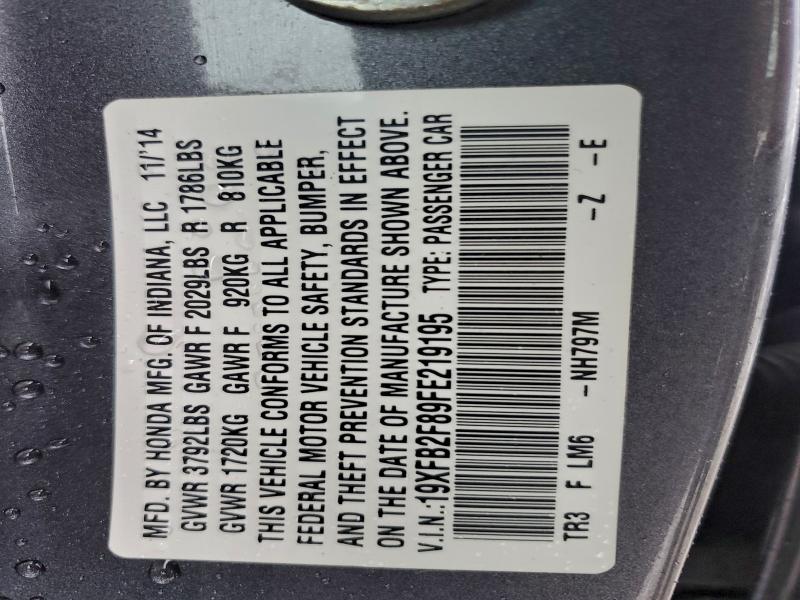 MFD. BY HONDA MFG. OF INDIANA, LLC 11/'14
GVWR 3792LBS GAWR F 2029LBS R 1786LBS
GVWR 1720KG GAWR F 920KG R 810KG
THIS VEHICLE CONFORMS TO ALL APPLICABLE
FEDERAL MOTOR VEHICLE SAFETY, BUMPER,
AND THEFT PREVENTION STANDARDS IN EFFECT
ON THE DATE OF MANUFACTURE SHOWN ABOVE.
V.I.N.:19XFB2F89FE219195 TYPE: PASSENGER CAR
TR3 F LM6 -NH797M -Z -E